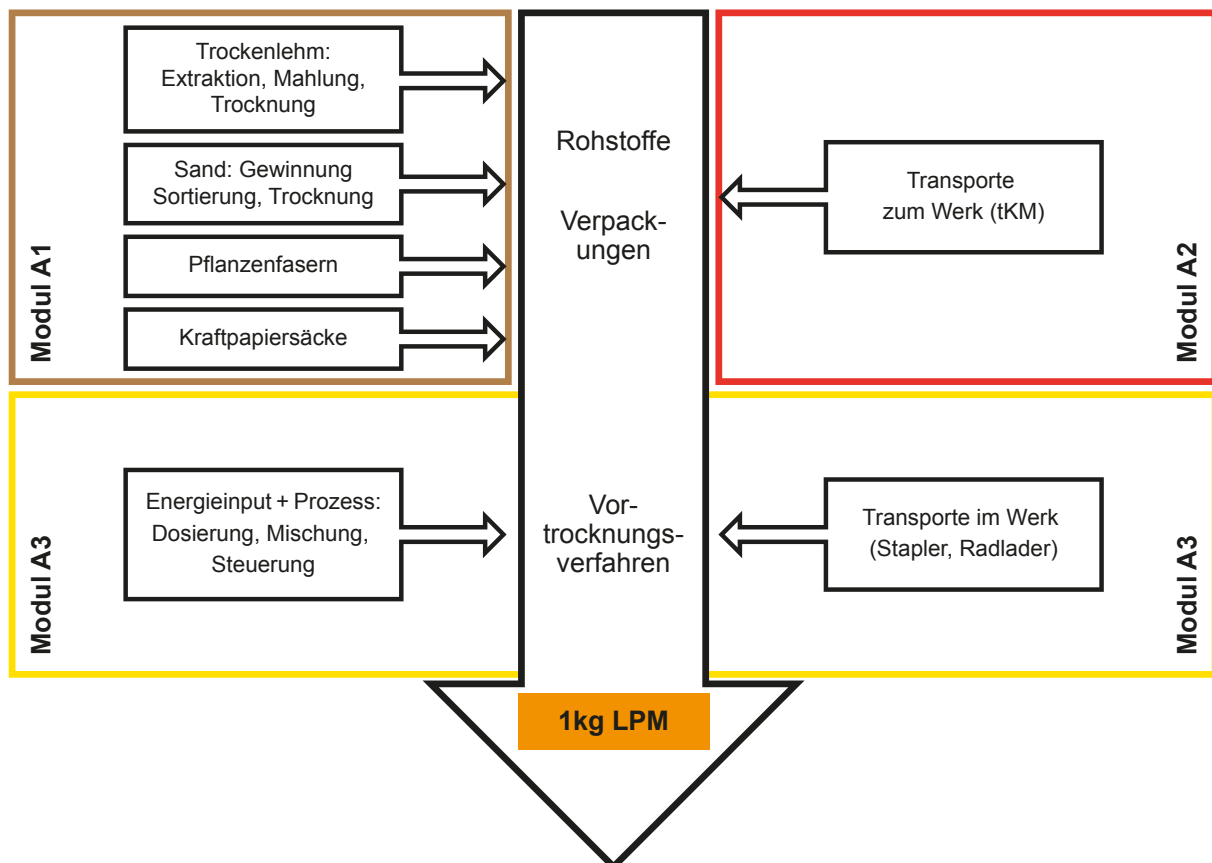 Trockenlehm:
Extraktion, Mahlung,
Trocknung
Sand: Gewinnung
Sortierung, Trocknung
Pflanzenfasern
Kraftpapiersäcke
Modul A1
Rohstoffe
Verpack-
ungen
Transporte
zum Werk (tKM)
Modul A2
Energieinput + Prozess:
Dosierung, Mischung,
Steuerung
Modul A3
Vor-
trocknungs-
verfahren
Transporte im Werk
(Stapler, Radlader)
Modul A3
1kg LPM